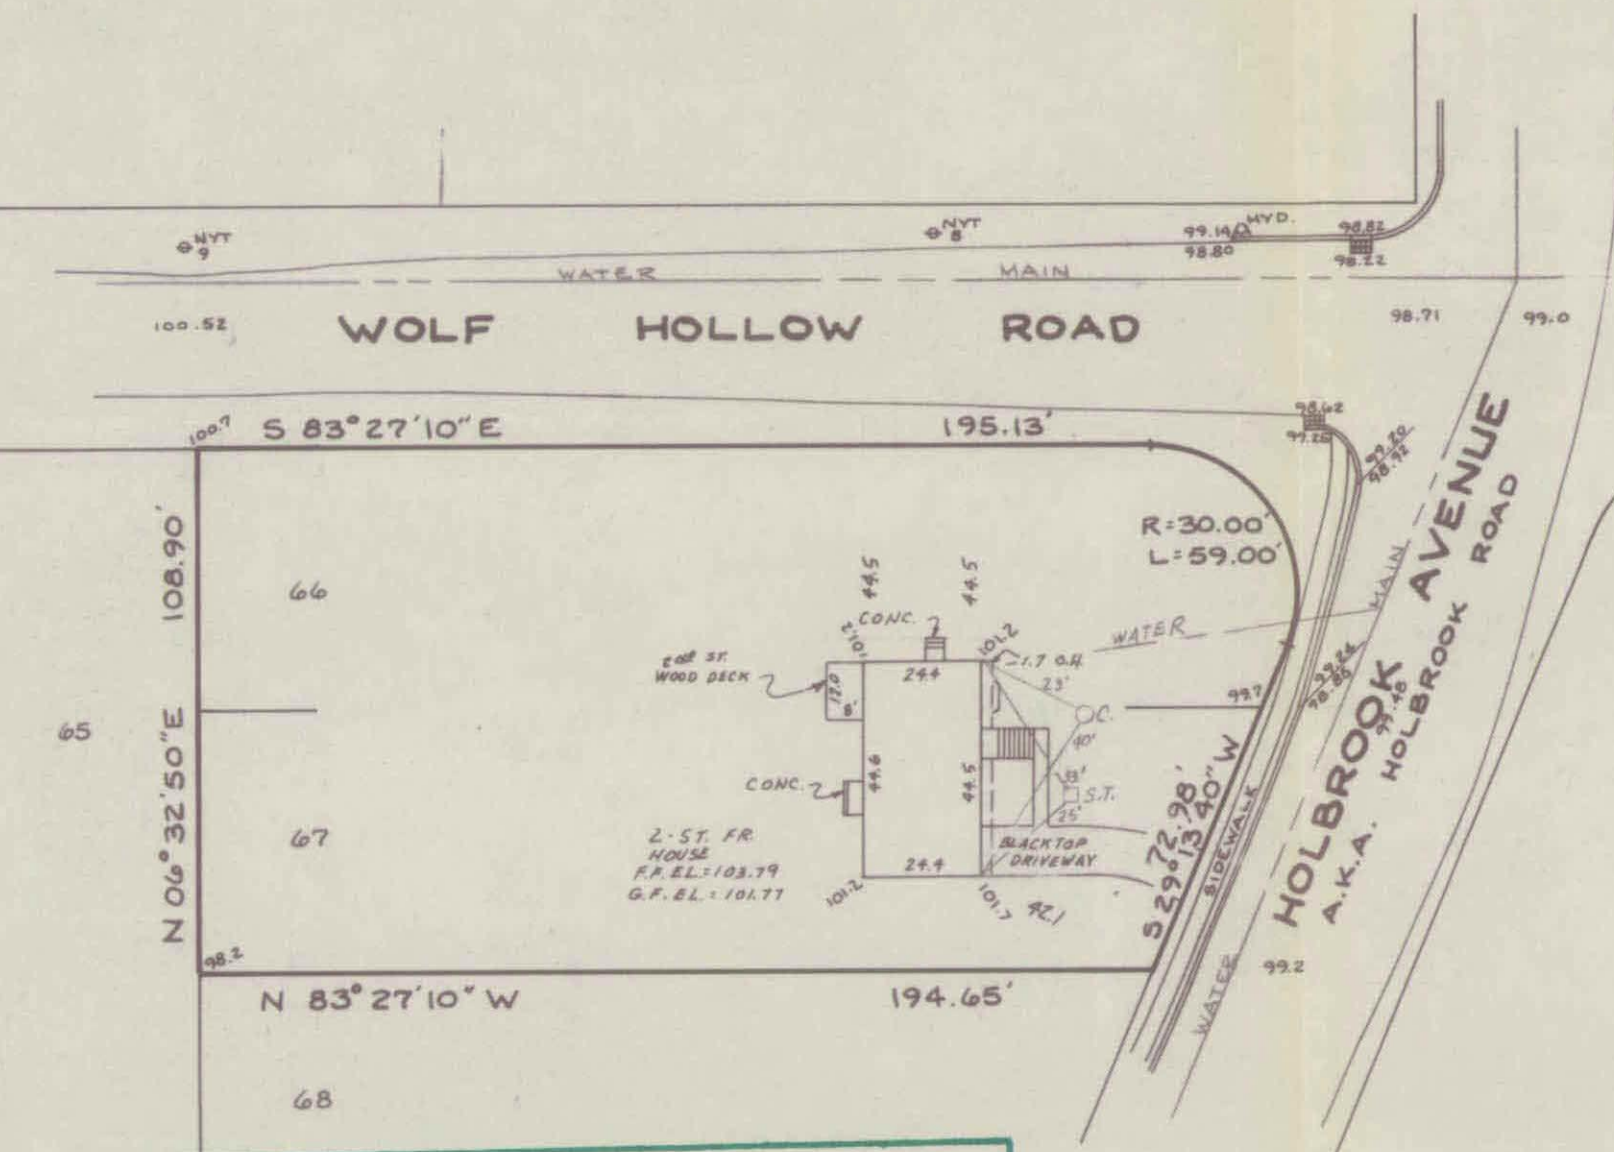 HYD.
NYT
9
NYT
8
99.14
98.80
98.82
98.22
WATER MAIN
100.52
WOLF HOLLOW ROAD
98.71
99.0
100.7
S 83°27'10" E
195.13'
98.62
99.20
98.72
R=30.00'
L=59.00'
108.90'
N 06°32'50" E
66
44.5
44.5
CONC.
101.2
101.2
1.7 O.H.
WATER
MAIN
HOLBROOK AVENUE
A.K.A. HOLBROOK ROAD
2nd ST.
WOOD DECK
12.0
8'
24.4
23'
C.
99.7
99.48
65
40'
CONC.
44.6
44.5
S.T.
25'
67
2-ST. FR.
HOUSE
F.F. EL.=103.79
G.F. EL.=101.77
BLACKTOP
DRIVEWAY
24.4
101.2
101.7
42.1
72.98'
S 29°13'40" W
SIDEWALK
98.2
99.2
WATER
N 83°27'10" W
194.65'
68